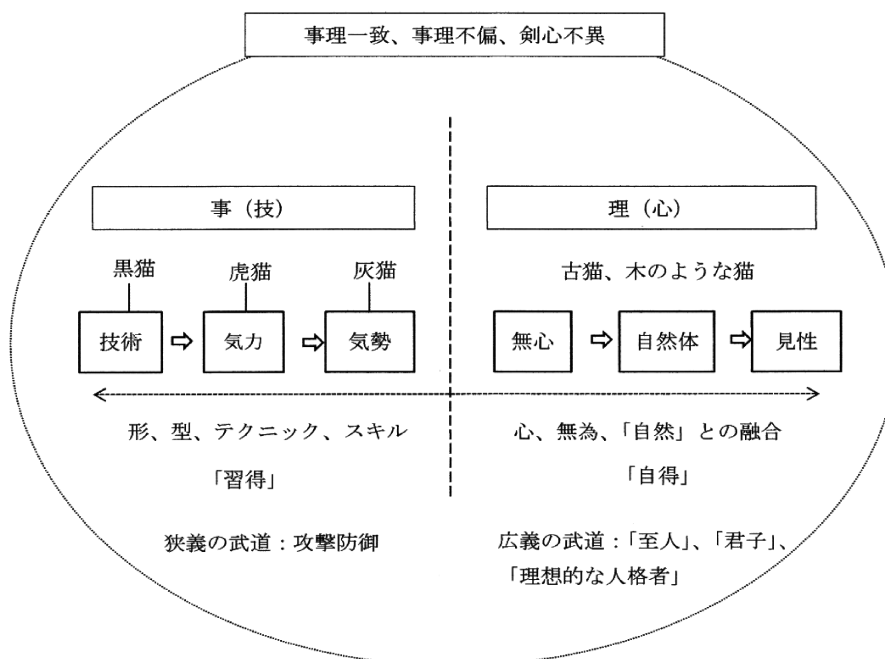 事理一致、事理不偏、剣心不異
事（技）
理（心）
黒猫
虎猫
灰猫
古猫、木のような猫
技術
気力
気勢
無心
自然体
見性
形、型、テクニック、スキル
「習得」
心、無為、「自然」との融合
「自得」
狭義の武道：攻撃防御
広義の武道：「至人」、「君子」、
「理想的な人格者」